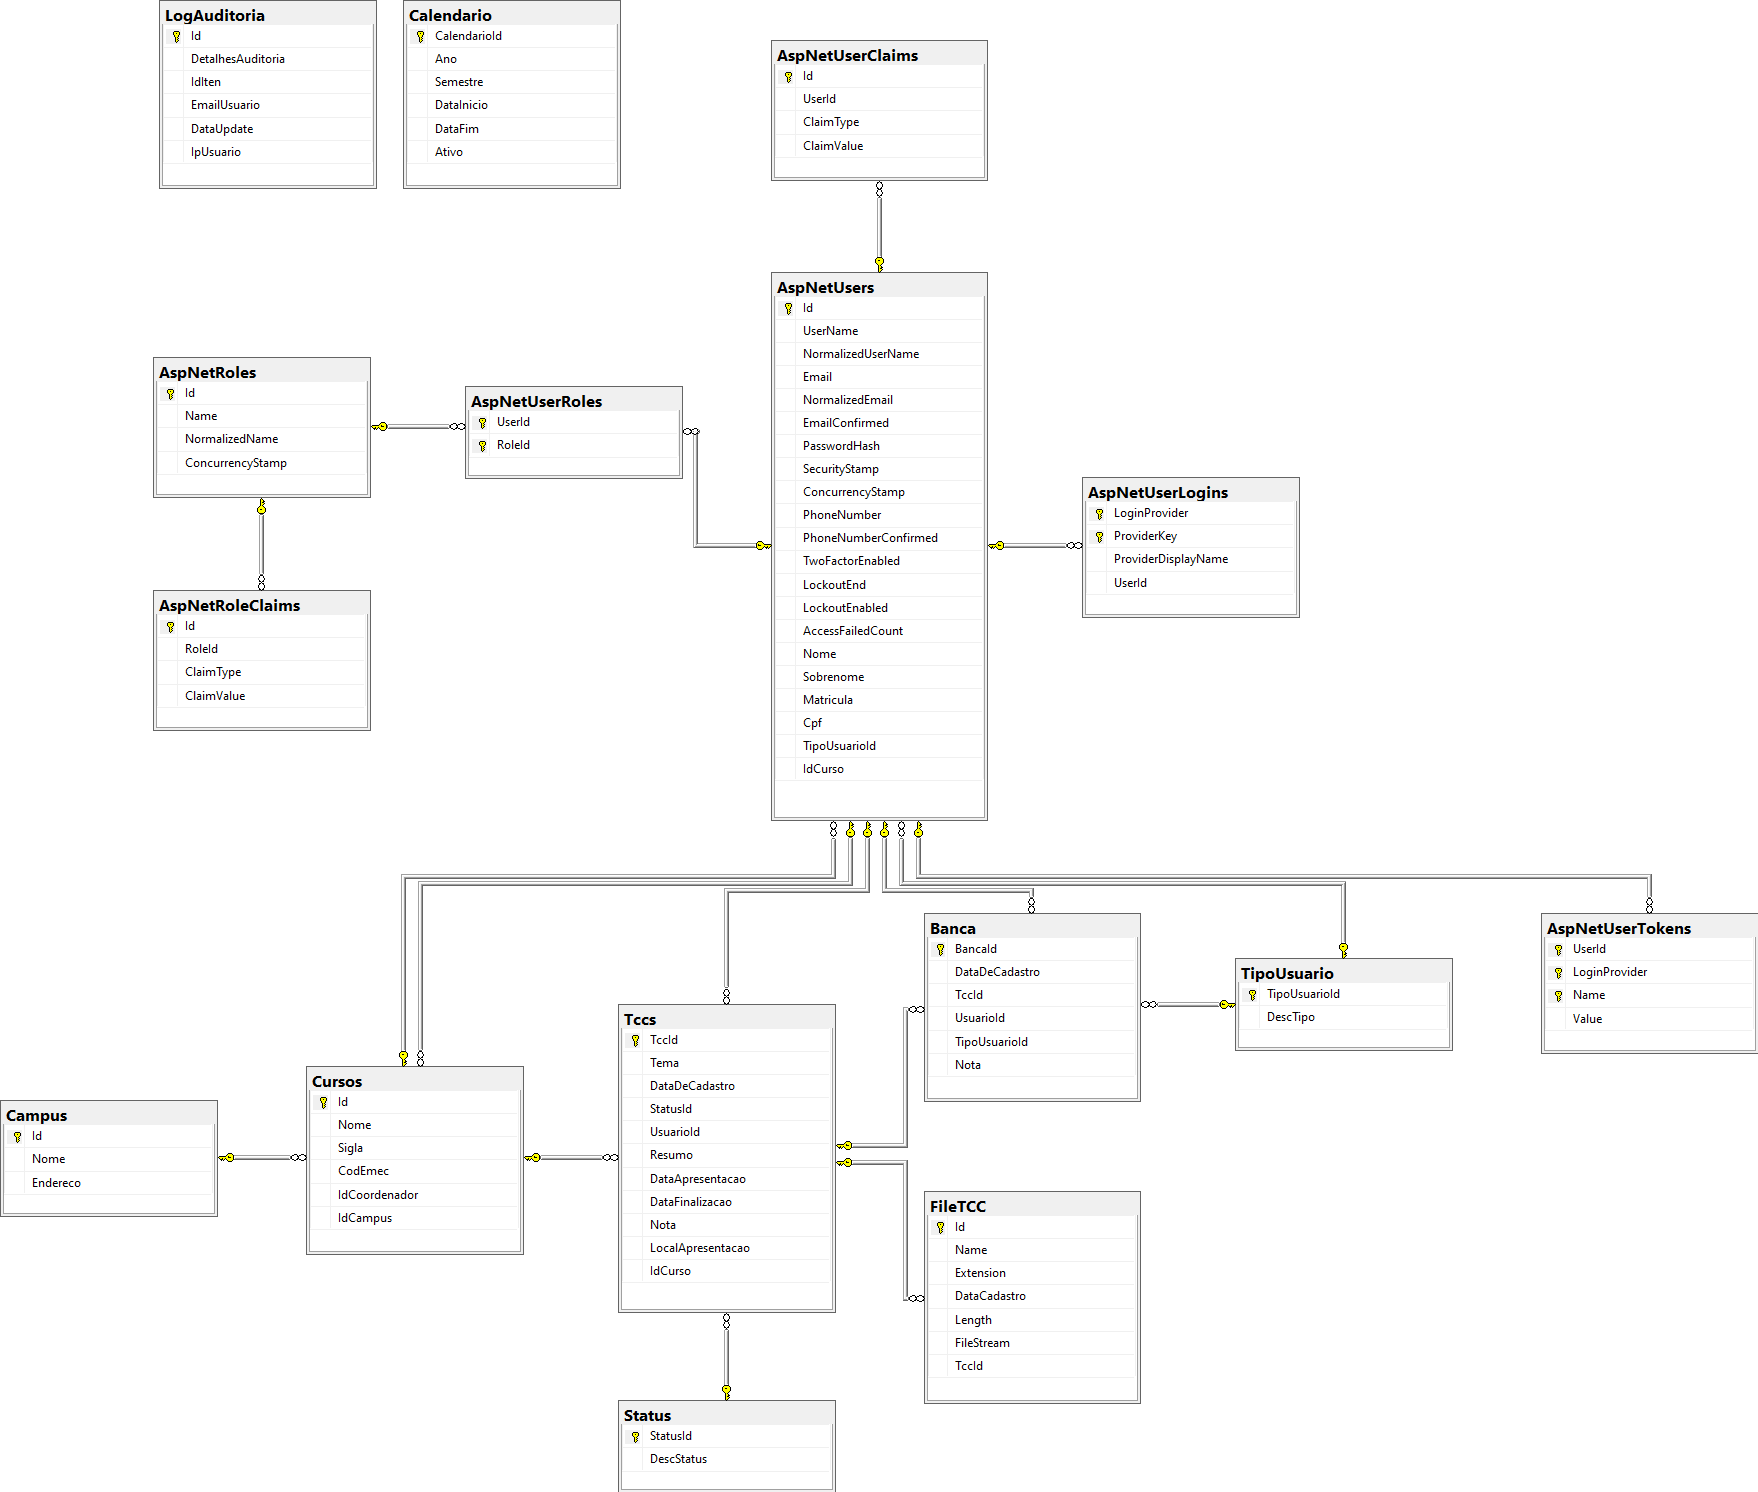 LogAuditoria
Id
DetalhesAuditoria
IdIten
EmailUsuario
DataUpdate
IpUsuario
Calendario
CalendarioId
Ano
Semestre
DataInicio
DataFim
Ativo
AspNetUserClaims
Id
UserId
ClaimType
ClaimValue
AspNetUsers
Id
UserName
NormalizedUserName
Email
NormalizedEmail
EmailConfirmed
PasswordHash
SecurityStamp
ConcurrencyStamp
PhoneNumber
PhoneNumberConfirmed
TwoFactorEnabled
LockoutEnd
LockoutEnabled
AccessFailedCount
Nome
Sobrenome
Matricula
Cpf
TipoUsuarioId
IdCurso
AspNetRoles
Id
Name
NormalizedName
ConcurrencyStamp
AspNetUserRoles
UserId
RoleId
AspNetUserLogins
LoginProvider
ProviderKey
ProviderDisplayName
UserId
AspNetRoleClaims
Id
RoleId
ClaimType
ClaimValue
Banca
BancaId
DataDeCadastro
TccId
UsuarioId
TipoUsuarioId
Nota
TipoUsuario
TipoUsuarioId
DescTipo
AspNetUserTokens
UserId
LoginProvider
Name
Value
Tccs
TccId
Tema
DataDeCadastro
StatusId
UsuarioId
Resumo
DataApresentacao
DataFinalizacao
Nota
LocalApresentacao
IdCurso
Cursos
Id
Nome
Sigla
CodEmec
IdCoordenador
IdCampus
Campus
Id
Nome
Endereco
FileTCC
Id
Name
Extension
DataCadastro
Length
FileStream
TccId
Status
StatusId
DescStatus